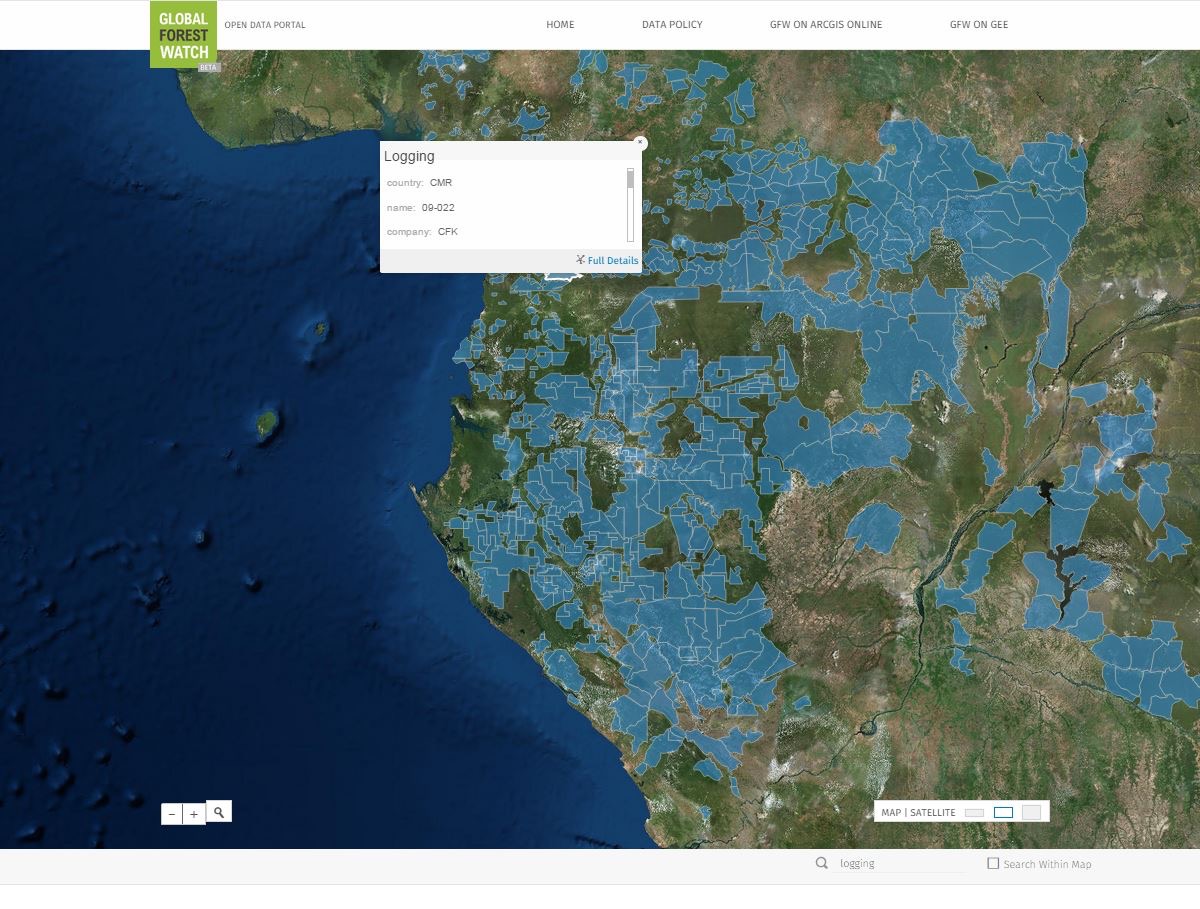 GLOBAL
FOREST
WATCH
BETA
OPEN DATA PORTAL
HOME
DATA POLICY
GFW ON ARCGIS ONLINE
GFW ON GEE
Logging
×
country: CMR
name: 09-022
company: CFK
Full Details
− +
MAP | SATELLITE
logging
Search Within Map